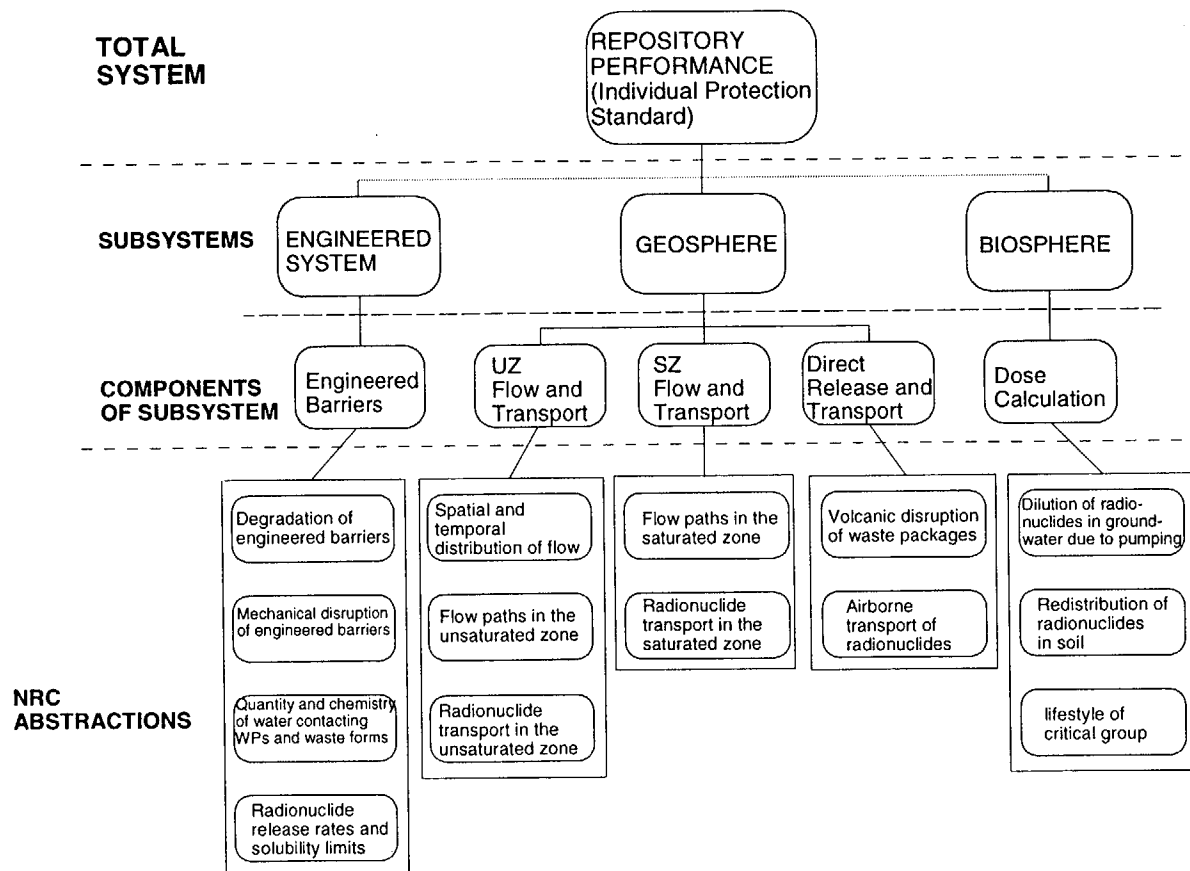 TOTAL
SYSTEM
REPOSITORY
PERFORMANCE
(Individual Protection
Standard)
SUBSYSTEMS
ENGINEERED
SYSTEM
GEOSPHERE
BIOSPHERE
COMPONENTS
OF SUBSYSTEM
Engineered
Barriers
UZ
Flow and
Transport
SZ
Flow and
Transport
Direct
Release and
Transport
Dose
Calculation
NRC
ABSTRACTIONS
Degradation of
engineered barriers
Mechanical disruption
of engineered barriers
Quantity and chemistry
of water contacting
WPs and waste forms
Radionuclide
release rates and
solubility limits
Spatial and
temporal
distribution of flow
Flow paths in the
unsaturated zone
Radionuclide
transport in the
unsaturated zone
Flow paths in the
saturated zone
Radionuclide
transport in the
saturated zone
Volcanic disruption
of waste packages
Airborne
transport of
radionuclides
Dilution of radio-
nuclides in ground-
water due to pumping
Redistribution of
radionuclides
in soil
lifestyle of
critical group